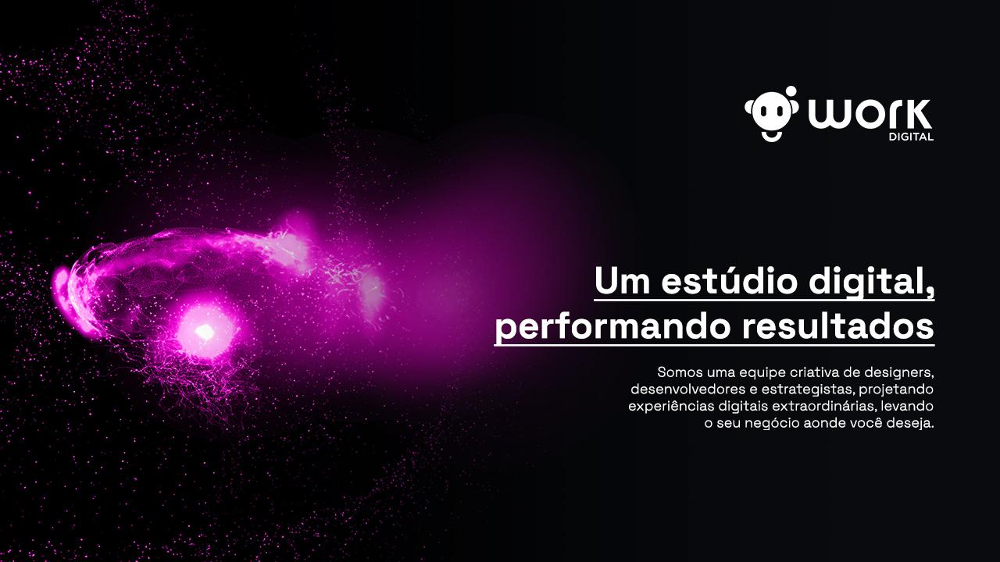 work
DIGITAL
Um estúdio digital,
performando resultados
Somos uma equipe criativa de designers,
desenvolvedores e estrategistas, projetando
experiências digitais extraordinárias, levando
o seu negócio aonde você deseja.